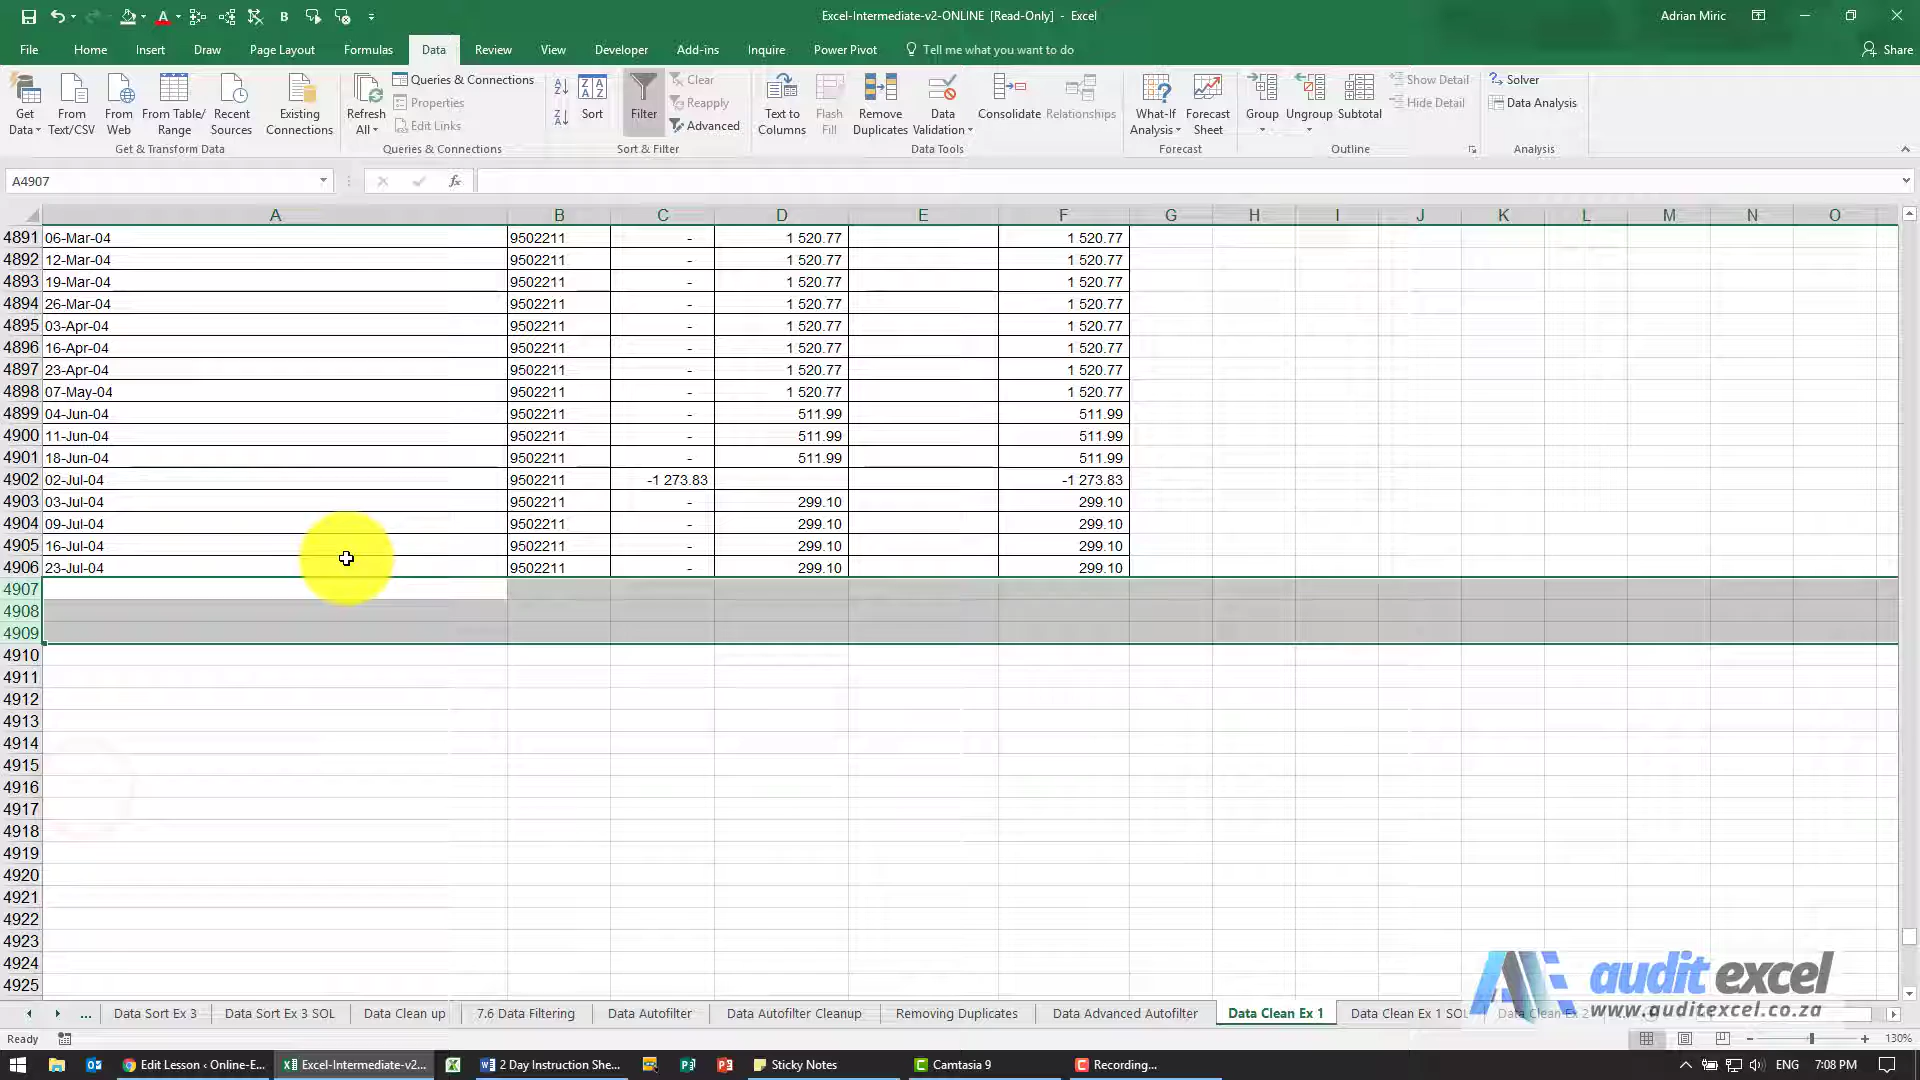 Excel-Intermediate-v2-ONLINE [Read-Only] - Excel
Adrian Miric
File Home Insert Draw Page Layout Formulas Data Review View Developer Add-ins Inquire Power Pivot Tell me what you want to do Share
Get Data
From Text/CSV
From Web
From Table/ Range
Recent Sources
Existing Connections
Get & Transform Data
Refresh All
Queries & Connections
Properties
Edit Links
Queries & Connections
Sort
Filter
Clear
Reapply
Advanced
Sort & Filter
Text to Columns
Flash Fill
Remove Duplicates
Data Validation
Consolidate
Relationships
Data Tools
What-If Analysis
Forecast Sheet
Forecast
Group
Ungroup
Subtotal
Show Detail
Hide Detail
Outline
Solver
Data Analysis
Analysis
A4907
fx
A B C D E F G H I J K L M N O
4891 06-Mar-04 9502211 - 1 520.77 1 520.77
4892 12-Mar-04 9502211 - 1 520.77 1 520.77
4893 19-Mar-04 9502211 - 1 520.77 1 520.77
4894 26-Mar-04 9502211 - 1 520.77 1 520.77
4895 03-Apr-04 9502211 - 1 520.77 1 520.77
4896 16-Apr-04 9502211 - 1 520.77 1 520.77
4897 23-Apr-04 9502211 - 1 520.77 1 520.77
4898 07-May-04 9502211 - 1 520.77 1 520.77
4899 04-Jun-04 9502211 - 511.99 511.99
4900 11-Jun-04 9502211 - 511.99 511.99
4901 18-Jun-04 9502211 - 511.99 511.99
4902 02-Jul-04 9502211 -1 273.83 -1 273.83
4903 03-Jul-04 9502211 - 299.10 299.10
4904 09-Jul-04 9502211 - 299.10 299.10
4905 16-Jul-04 9502211 - 299.10 299.10
4906 23-Jul-04 9502211 - 299.10 299.10
4907
4908
4909
4910
4911
4912
4913
4914
4915
4916
4917
4918
4919
4920
4921
4922
4923
4924
4925
audit excel
www.auditexcel.co.za
... Data Sort Ex 3 Data Sort Ex 3 SOL Data Clean up 7.6 Data Filtering Data Autofilter Data Autofilter Cleanup Removing Duplicates Data Advanced Autofilter Data Clean Ex 1 Data Clean Ex 1 SOL Data Clean Ex 2
Ready
130%
Edit Lesson ‹ Online-E... Excel-Intermediate-v2... 2 Day Instruction She... Sticky Notes Camtasia 9 Recording... ENG 7:08 PM